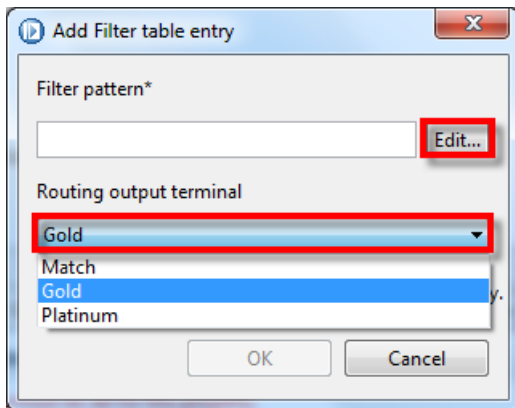 Add Filter table entry
Filter pattern*
Edit...
Routing output terminal
Gold
Match
Gold
y.
Platinum
OK
Cancel